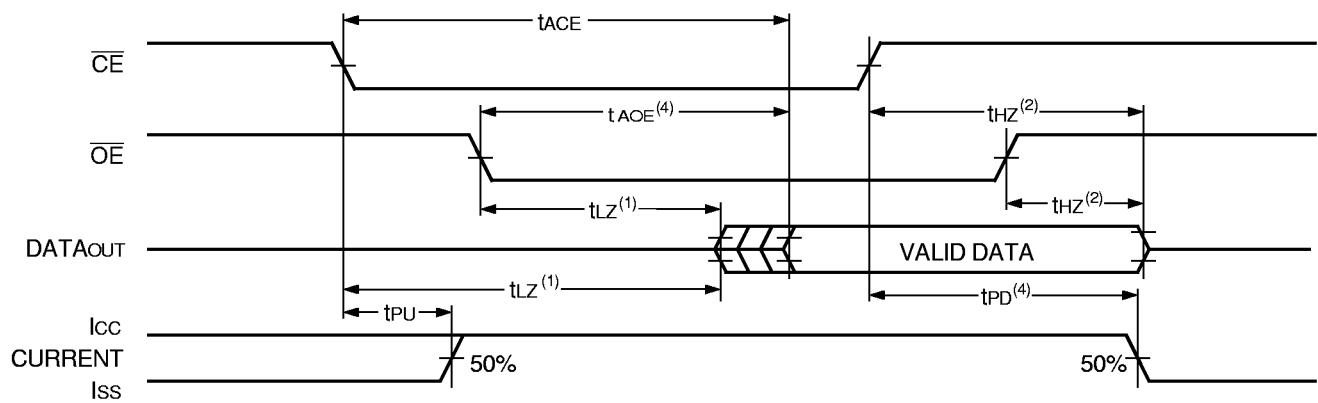 tACE
CE
tAOE(4)
tHZ(2)
OE
tLZ(1)
tHZ(2)
DATAOUT
VALID DATA
tLZ(1)
tPD(4)
tPU
ICC
CURRENT
50%
50%
ISS